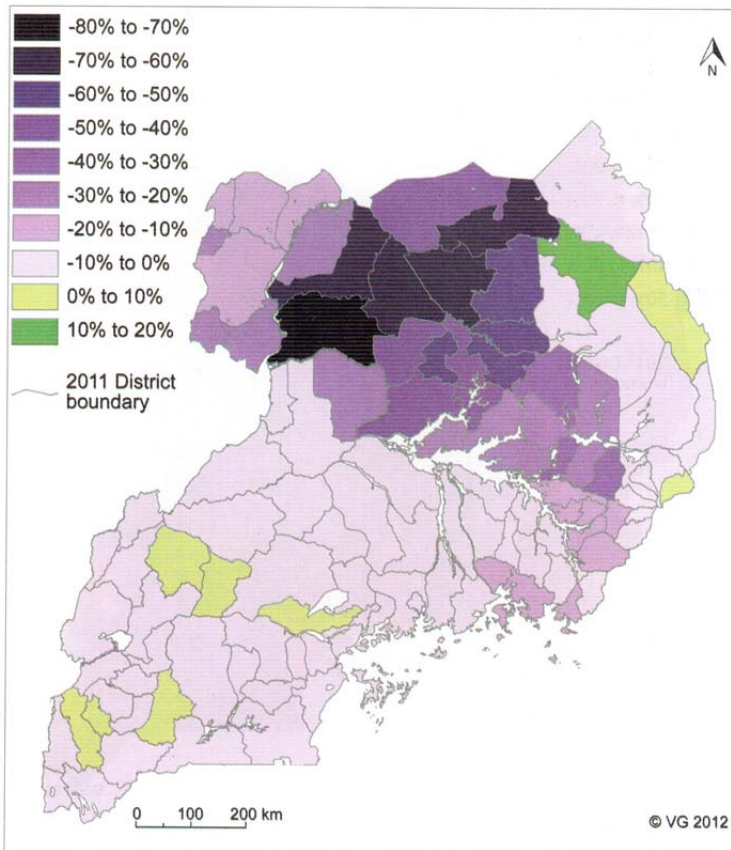 -80% to -70%
-70% to -60%
-60% to -50%
-50% to -40%
-40% to -30%
-30% to -20%
-20% to -10%
-10% to 0%
0% to 10%
10% to 20%
2011 District
boundary
N
0 100 200 km
© VG 2012